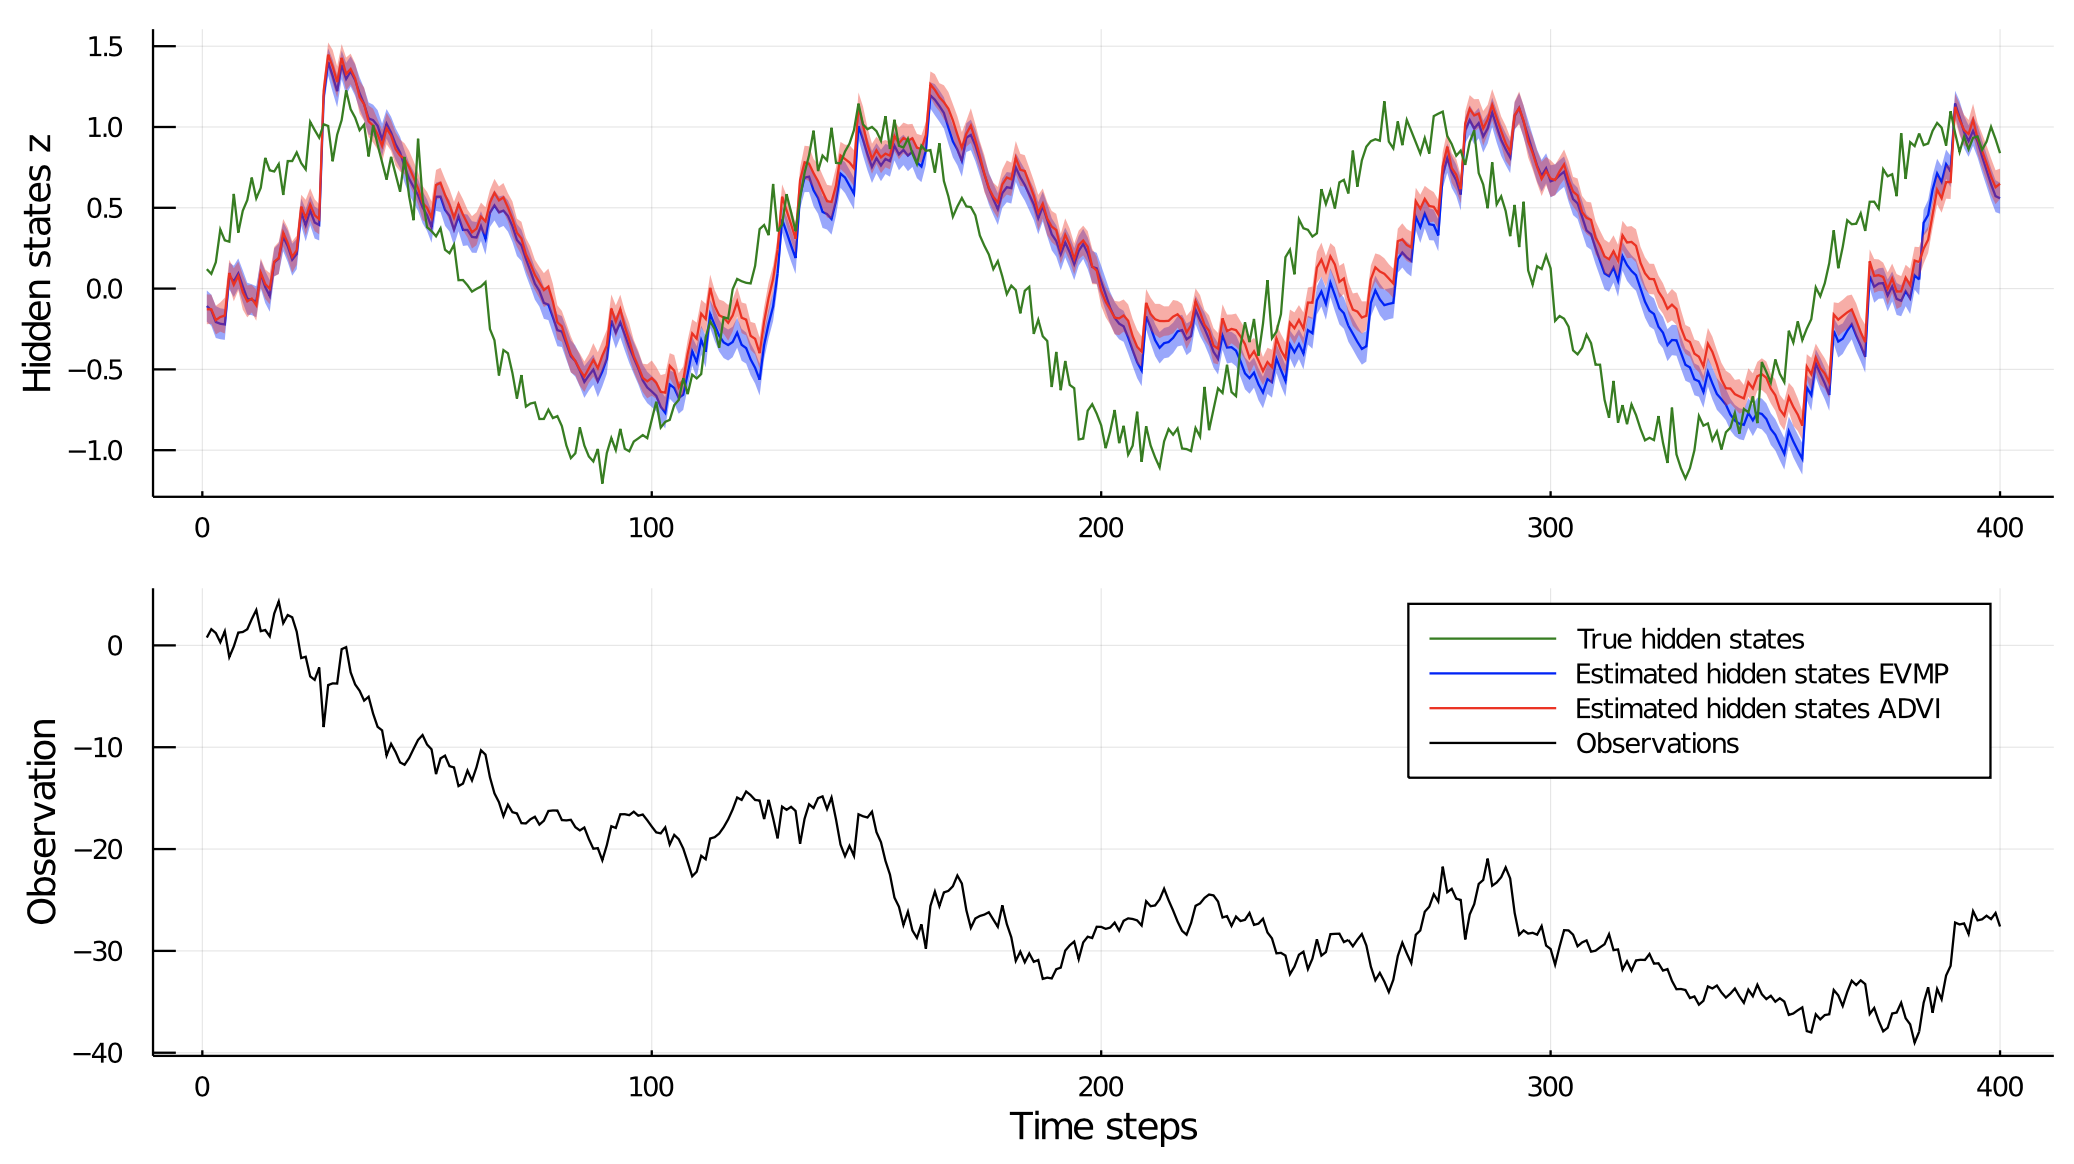 Hidden states z
1.5
1.0
0.5
0.0
−0.5
−1.0
0 100 200 300 400
Observation
0
−10
−20
−30
−40
True hidden states
Estimated hidden states EVMP
Estimated hidden states ADVI
Observations
0 100 200 300 400
Time steps